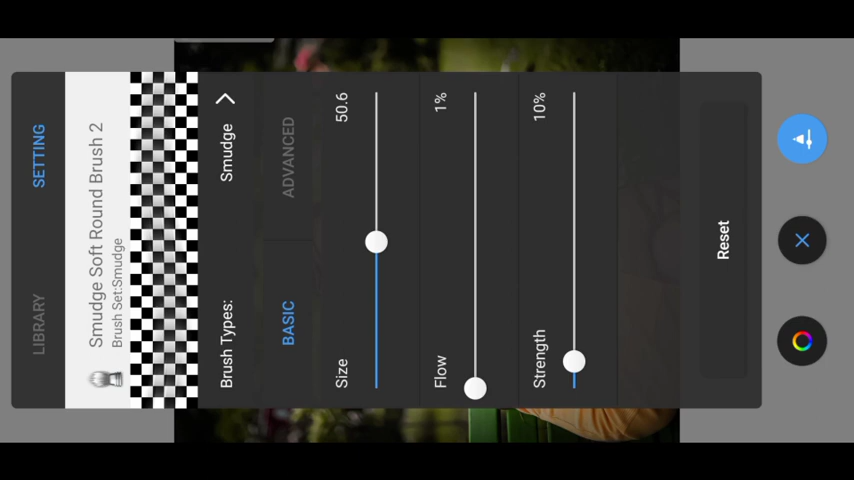 LIBRARY
SETTING
Smudge Soft Round Brush 2
Brush Set:Smudge
Brush Types:
Smudge
BASIC
ADVANCED
Size
50.6
Flow
1%
Strength
10%
Reset